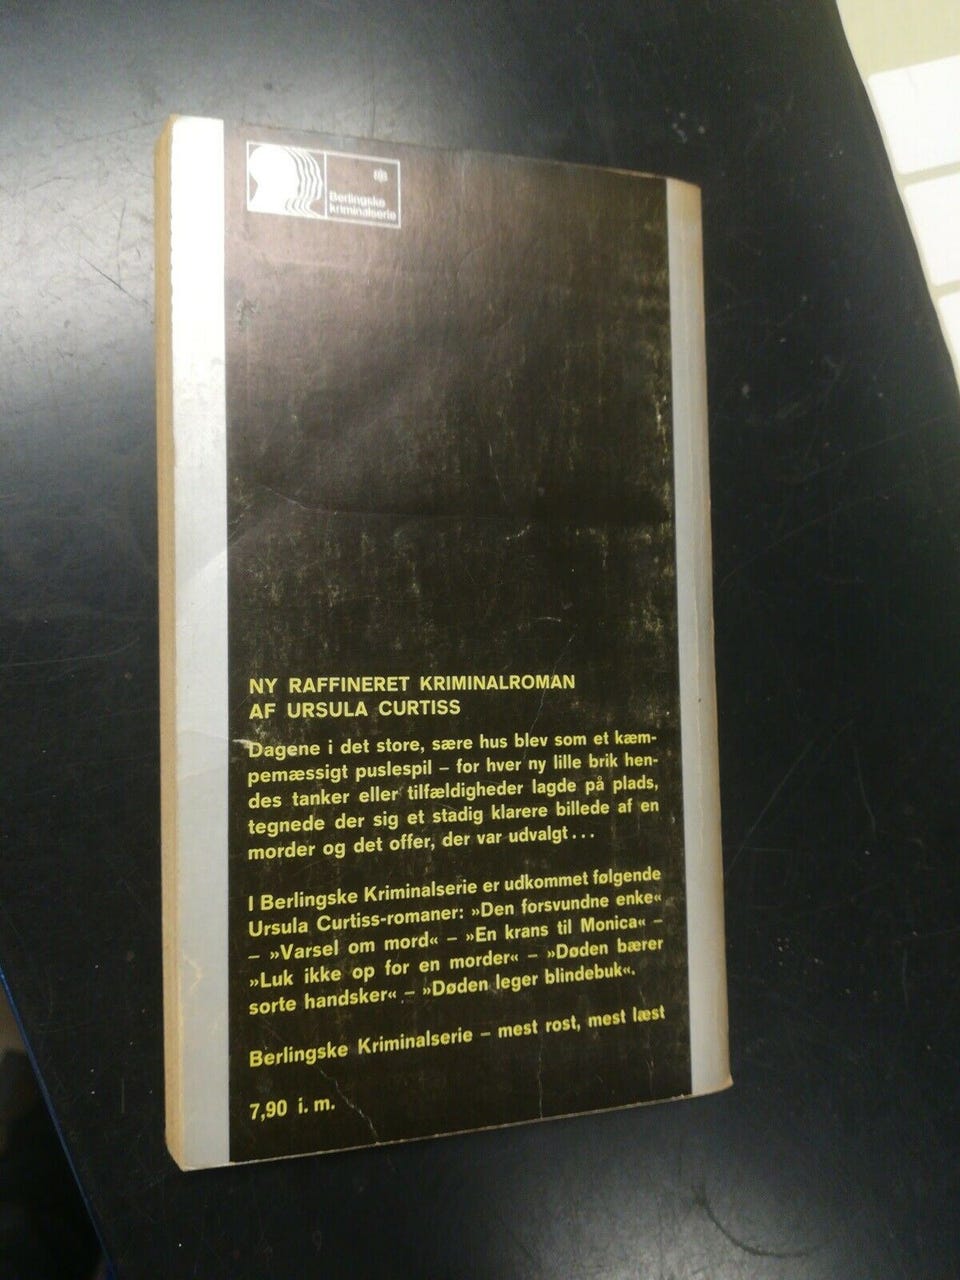 Berlingske
kriminalserie
NY RAFFINERET KRIMINALROMAN
AF URSULA CURTISS
Dagene i det store, sære hus blev som et kæm-
pemæssigt puslespil – for hver ny lille brik hen-
des tanker eller tilfældigheder lagde på plads,
tegnede der sig et stadig klarere billede af en
morder og det offer, der var udvalgt...
I Berlingske Kriminalserie er udkommet følgende
Ursula Curtiss-romaner: »Den forsvundne enke«
– »Varsel om mord« – »En krans til Monica« –
»Luk ikke op for en morder« – »Døden bærer
sorte handsker« – »Døden leger blindebuk«.
Berlingske Kriminalserie – mest rost, mest læst
7,90 i. m.